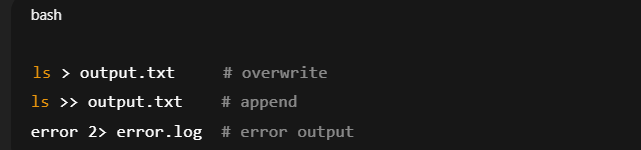 bash
ls > output.txt     # overwrite
ls >> output.txt    # append
error 2> error.log  # error output